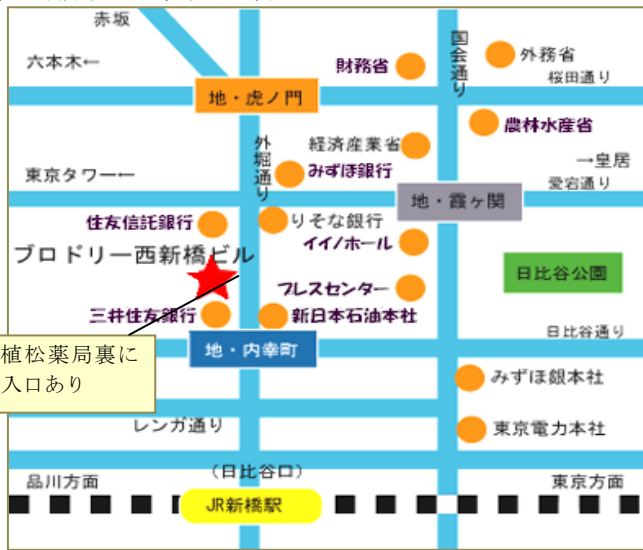 赤坂
国会通り
外務省
六本木←
財務省
桜田通り
地・虎ノ門
農林水産省
外堀通り
経済産業省
→皇居
東京タワー←
みずほ銀行
愛宕通り
地・霞ヶ関
住友信託銀行
りそな銀行
イイノホール
ブロドリー西新橋ビル
日比谷公園
プレスセンター
三井住友銀行
新日本石油本社
日比谷通り
地・内幸町
植松薬局裏に
入口あり
みずほ銀本社
レンガ通り
東京電力本社
(日比谷口)
品川方面
東京方面
JR新橋駅